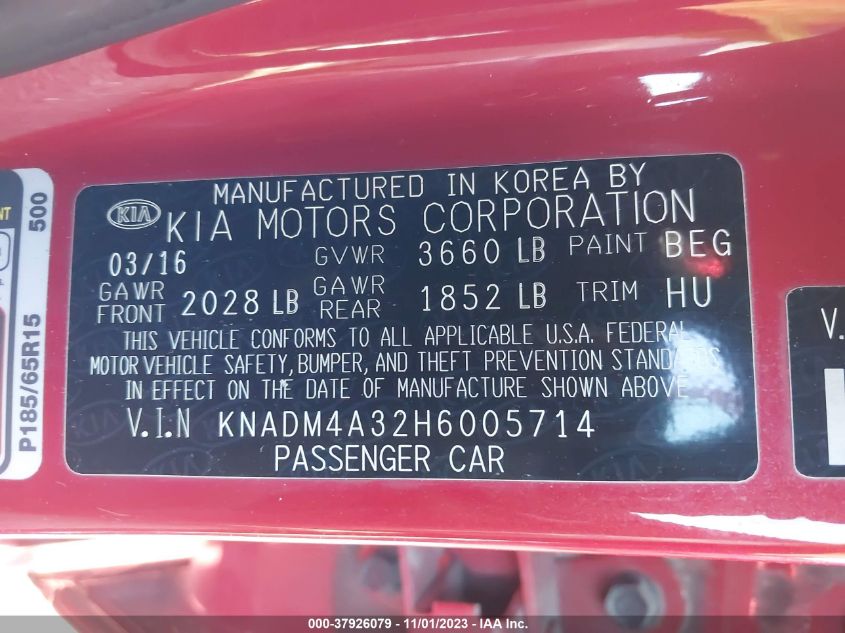 MANUFACTURED IN KOREA BY
KIA KIA MOTORS CORPORATION
03/16 GVWR 3660 LB PAINT BEG
GAWR FRONT 2028 LB GAWR REAR 1852 LB TRIM HU
THIS VEHICLE CONFORMS TO ALL APPLICABLE U.S.A. FEDERAL
MOTOR VEHICLE SAFETY, BUMPER, AND THEFT PREVENTION STANDARDS
IN EFFECT ON THE DATE OF MANUFACTURE SHOWN ABOVE
V.I.N KNADM4A32H6005714
PASSENGER CAR
P185/65R15 500
V.
000-37926079 - 11/01/2023 - IAA Inc.